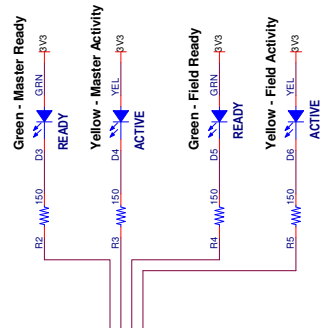 Green - Master Ready
3V3
GRN
READY
D3
150
R2
Yellow - Master Activity
3V3
YEL
ACTIVE
D4
150
R3
Green - Field Ready
3V3
GRN
READY
D5
150
R4
Yellow - Field Activity
3V3
YEL
ACTIVE
D6
150
R5